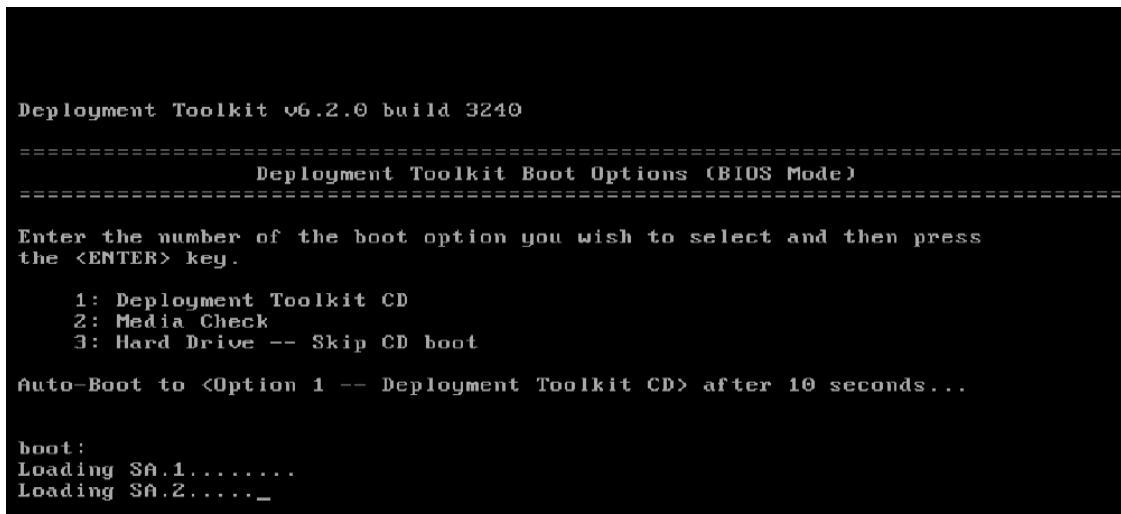 Deployment Toolkit v6.2.0 build 3240
===============================================================================
Deployment Toolkit Boot Options (BIOS Mode)
===============================================================================
Enter the number of the boot option you wish to select and then press
the <ENTER> key.
1: Deployment Toolkit CD
2: Media Check
3: Hard Drive -- Skip CD boot
Auto-Boot to <Option 1 -- Deployment Toolkit CD> after 10 seconds...
boot:
Loading SA.1........
Loading SA.2....._